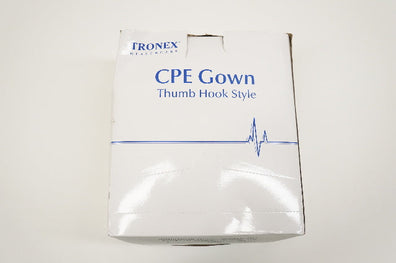 TRONEX
HEALTHCARE
CPE Gown
Thumb Hook Style